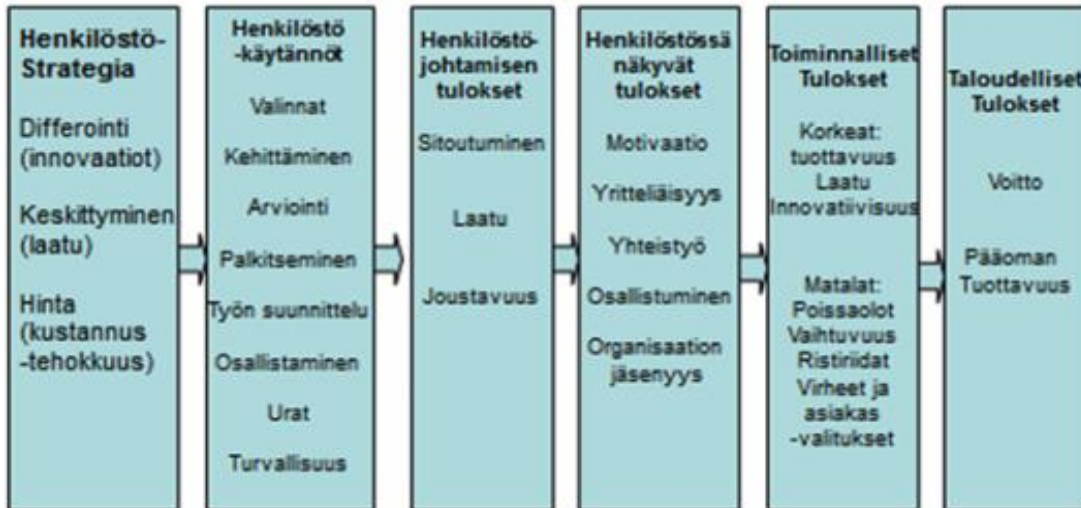 Henkilöstö-
Strategia
Differointi
(innovaatiot)
Keskittyminen
(laatu)
Hinta
(kustannus
-tehokkuus)
Henkilöstö
-käytännöt
Valinnat
Kehittäminen
Arviointi
Palkitseminen
Työn suunnittelu
Osallistaminen
Urat
Turvallisuus
Henkilöstö-
johtamisen
tulokset
Sitoutuminen
Laatu
Joustavuus
Henkilöstössä
näkyvät
tulokset
Motivaatio
Yritteliäisyys
Yhteistyö
Osallistuminen
Organisaation
jäsenyys
Toiminnalliset
Tulokset
Korkeat:
tuottavuus
Laatu
Innovatiivisuus
Matalat:
Poissaolot
Vaihtuvuus
Ristiriidat
Virheet ja
asiakas
-valitukset
Taloudelliset
Tulokset
Voitto
Pääoman
Tuottavuus